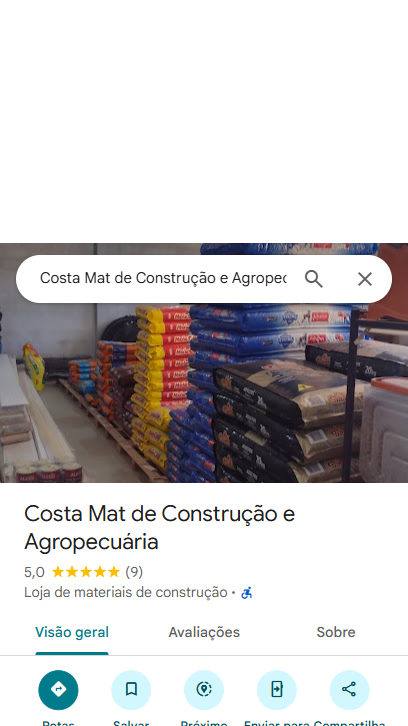 Costa Mat de Construção e Agropec
Costa Mat de Construção e
Agropecuária
5,0 ★★★★★ (9)
Loja de materiais de construção ·
Visão geral Avaliações Sobre
Rotas Salvar Próximo Enviar para Compartilha